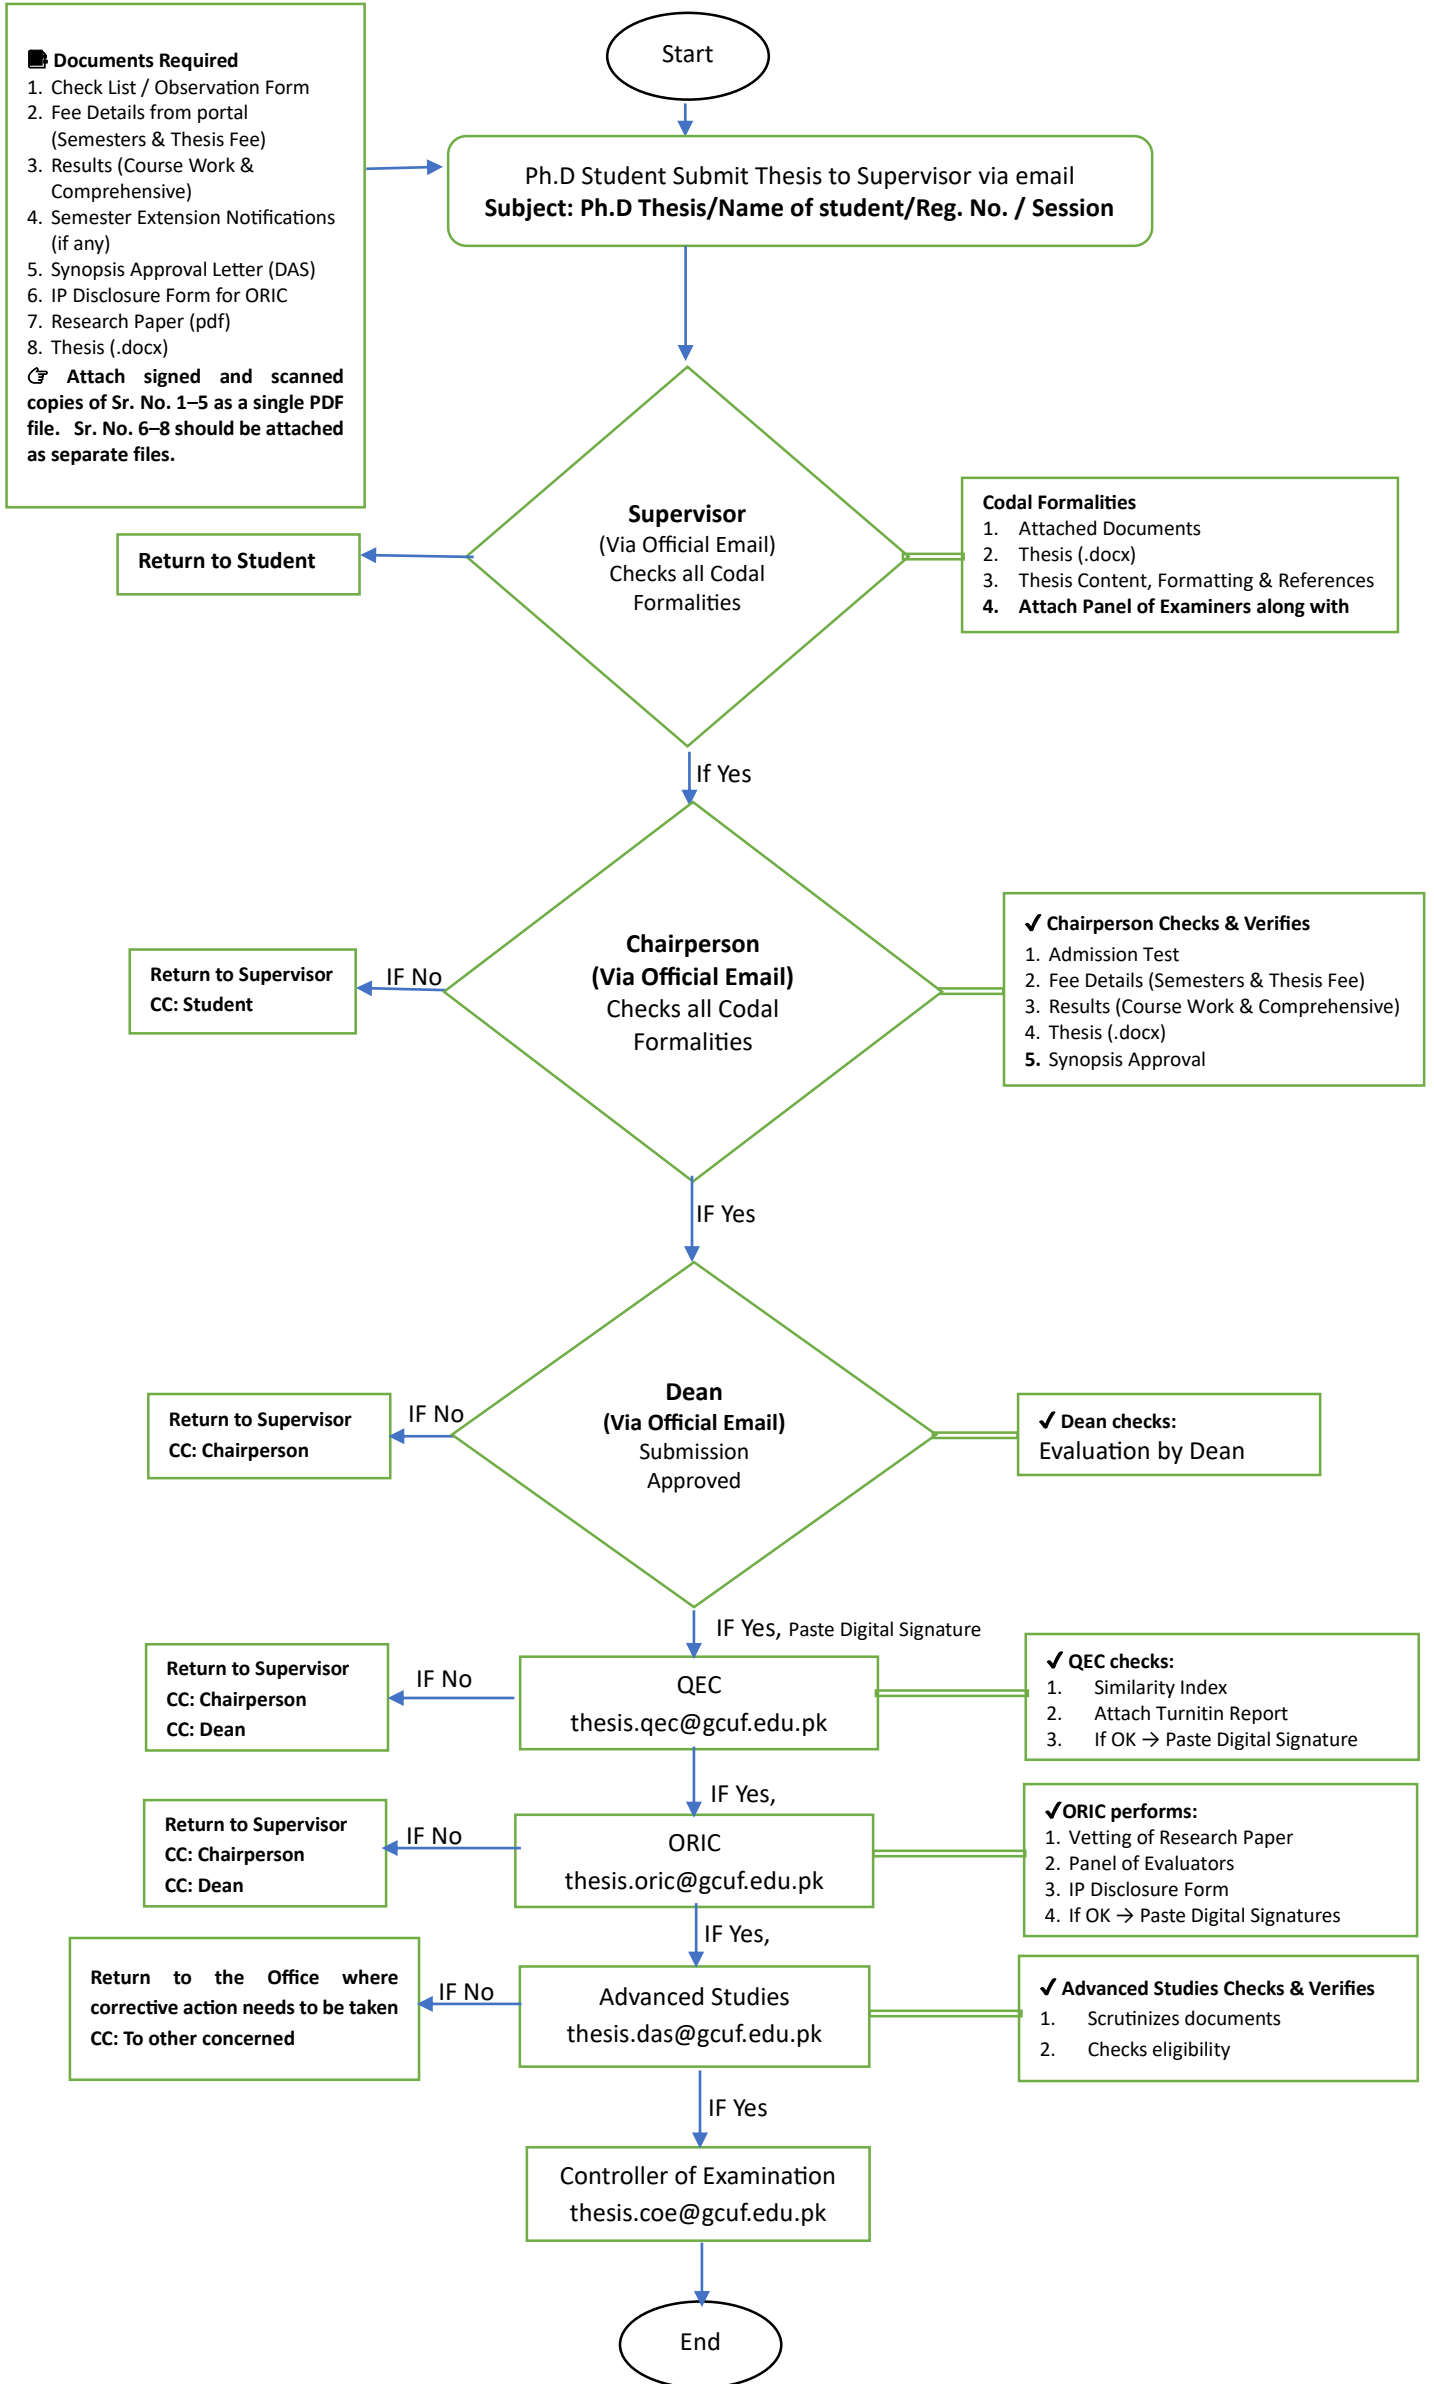 Start
Documents Required
1. Check List / Observation Form
2. Fee Details from portal
(Semesters & Thesis Fee)
3. Results (Course Work &
Comprehensive)
4. Semester Extension Notifications
(if any)
5. Synopsis Approval Letter (DAS)
6. IP Disclosure Form for ORIC
7. Research Paper (pdf)
8. Thesis (.docx)
Attach signed and scanned
copies of Sr. No. 1–5 as a single PDF
file. Sr. No. 6–8 should be attached
as separate files.
Ph.D Student Submit Thesis to Supervisor via email
Subject: Ph.D Thesis/Name of student/Reg. No. / Session
Supervisor
(Via Official Email)
Checks all Codal
Formalities
Return to Student
Codal Formalities
1. Attached Documents
2. Thesis (.docx)
3. Thesis Content, Formatting & References
4. Attach Panel of Examiners along with
If Yes
Chairperson
(Via Official Email)
Checks all Codal
Formalities
IF No
Return to Supervisor
CC: Student
✓ Chairperson Checks & Verifies
1. Admission Test
2. Fee Details (Semesters & Thesis Fee)
3. Results (Course Work & Comprehensive)
4. Thesis (.docx)
5. Synopsis Approval
IF Yes
Dean
(Via Official Email)
Submission
Approved
IF No
Return to Supervisor
CC: Chairperson
✓ Dean checks:
Evaluation by Dean
IF Yes, Paste Digital Signature
QEC
thesis.qec@gcuf.edu.pk
IF No
Return to Supervisor
CC: Chairperson
CC: Dean
✓ QEC checks:
1. Similarity Index
2. Attach Turnitin Report
3. If OK → Paste Digital Signature
IF Yes,
ORIC
thesis.oric@gcuf.edu.pk
IF No
Return to Supervisor
CC: Chairperson
CC: Dean
✓ORIC performs:
1. Vetting of Research Paper
2. Panel of Evaluators
3. IP Disclosure Form
4. If OK → Paste Digital Signatures
IF Yes,
Advanced Studies
thesis.das@gcuf.edu.pk
IF No
Return to the Office where
corrective action needs to be taken
CC: To other concerned
✓ Advanced Studies Checks & Verifies
1. Scrutinizes documents
2. Checks eligibility
IF Yes
Controller of Examination
thesis.coe@gcuf.edu.pk
End